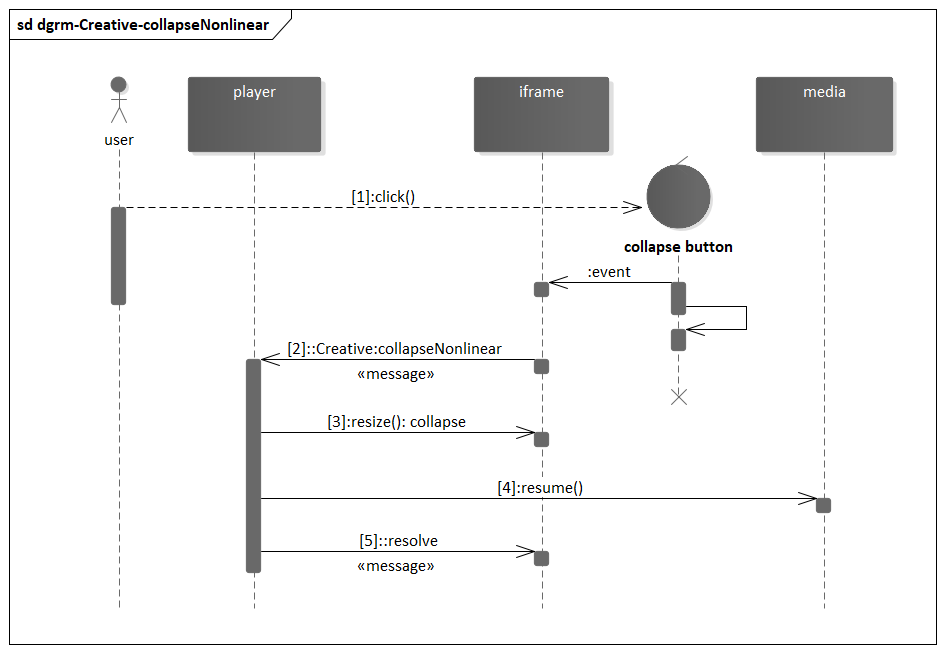 sd dgrm-Creative-collapseNonlinear
player
iframe
media
user
[1]:click()
collapse button
:event
[2]::Creative:collapseNonlinear
«message»
[3]:resize(): collapse
[4]:resume()
[5]::resolve
«message»